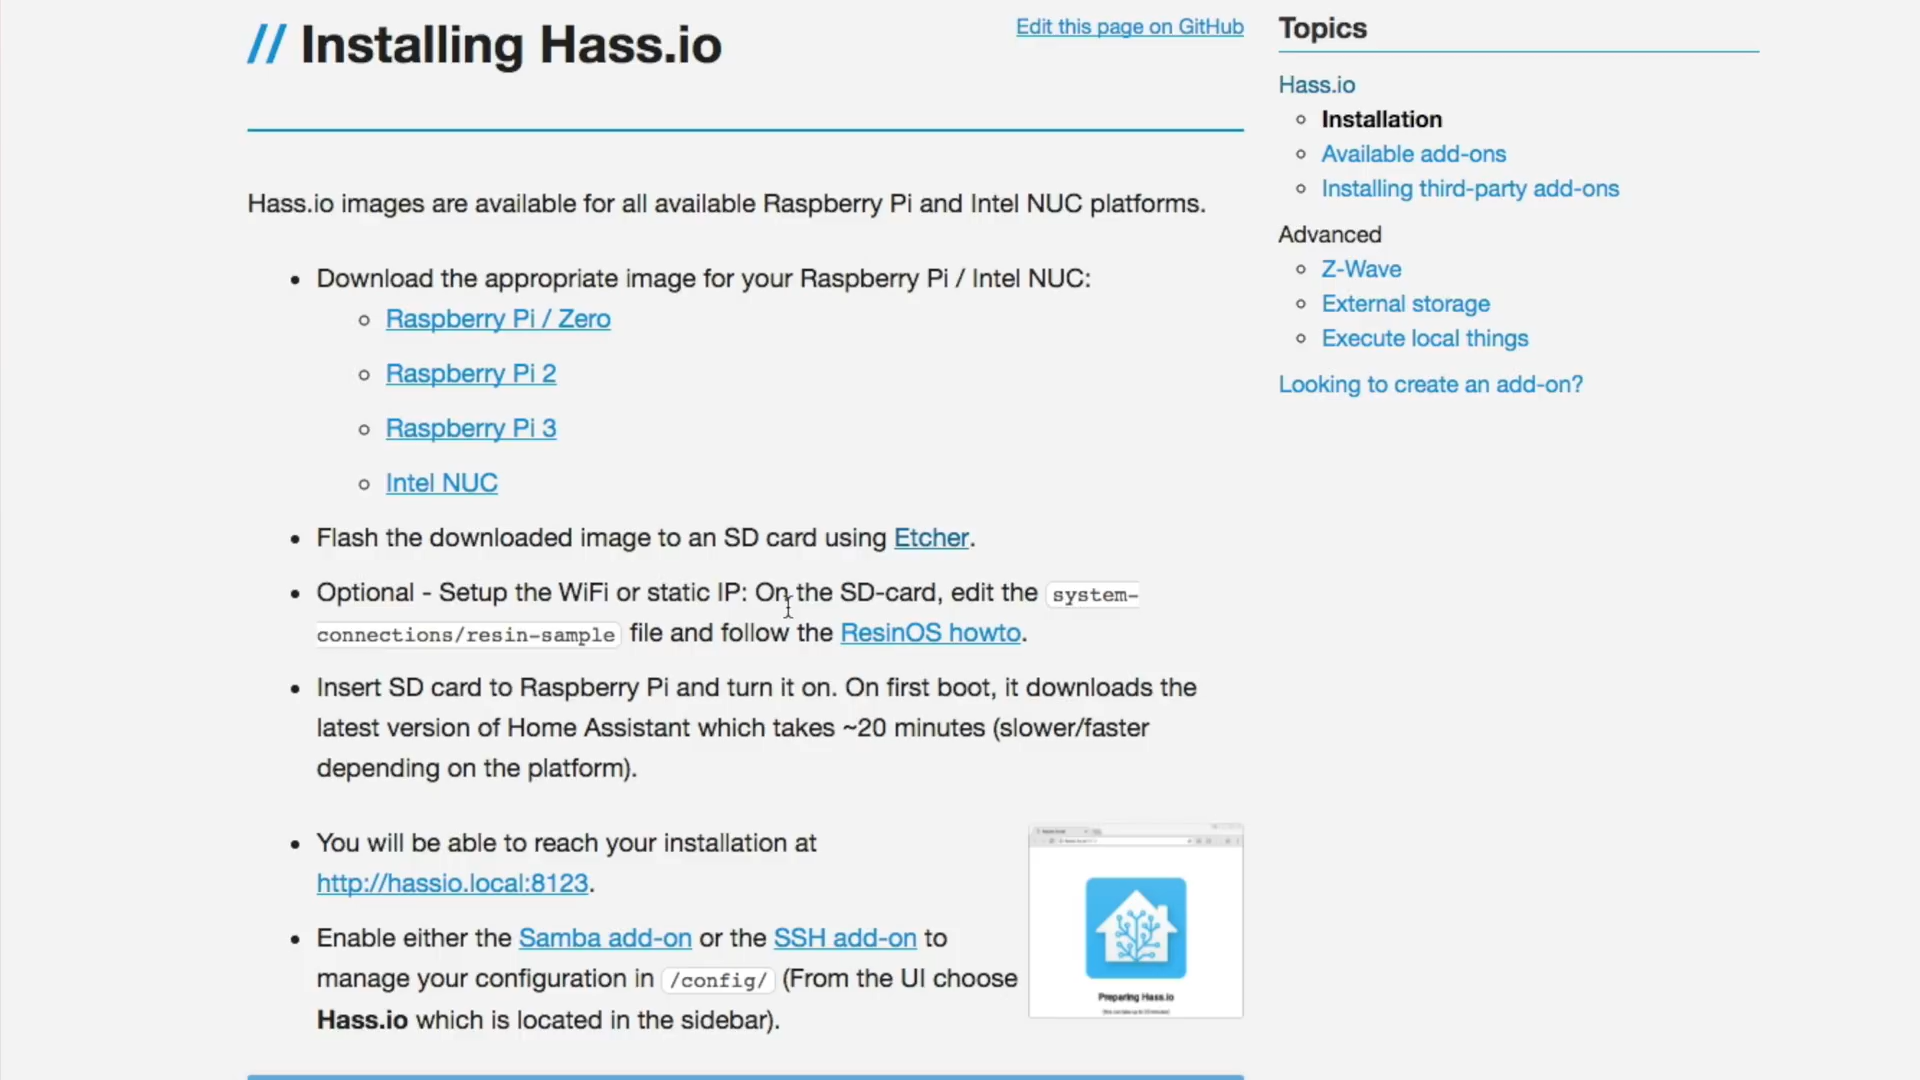 // Installing Hass.io
Edit this page on GitHub
Hass.io images are available for all available Raspberry Pi and Intel NUC platforms.
Download the appropriate image for your Raspberry Pi / Intel NUC:
Raspberry Pi / Zero
Raspberry Pi 2
Raspberry Pi 3
Intel NUC
Flash the downloaded image to an SD card using Etcher.
Optional - Setup the WiFi or static IP: On the SD-card, edit the system-
connections/resin-sample file and follow the ResinOS howto.
Insert SD card to Raspberry Pi and turn it on. On first boot, it downloads the
latest version of Home Assistant which takes ~20 minutes (slower/faster
depending on the platform).
You will be able to reach your installation at
http://hassio.local:8123.
Enable either the Samba add-on or the SSH add-on to
manage your configuration in /config/ (From the UI choose
Hass.io which is located in the sidebar).
Preparing Hass.io
Topics
Hass.io
Installation
Available add-ons
Installing third-party add-ons
Advanced
Z-Wave
External storage
Execute local things
Looking to create an add-on?